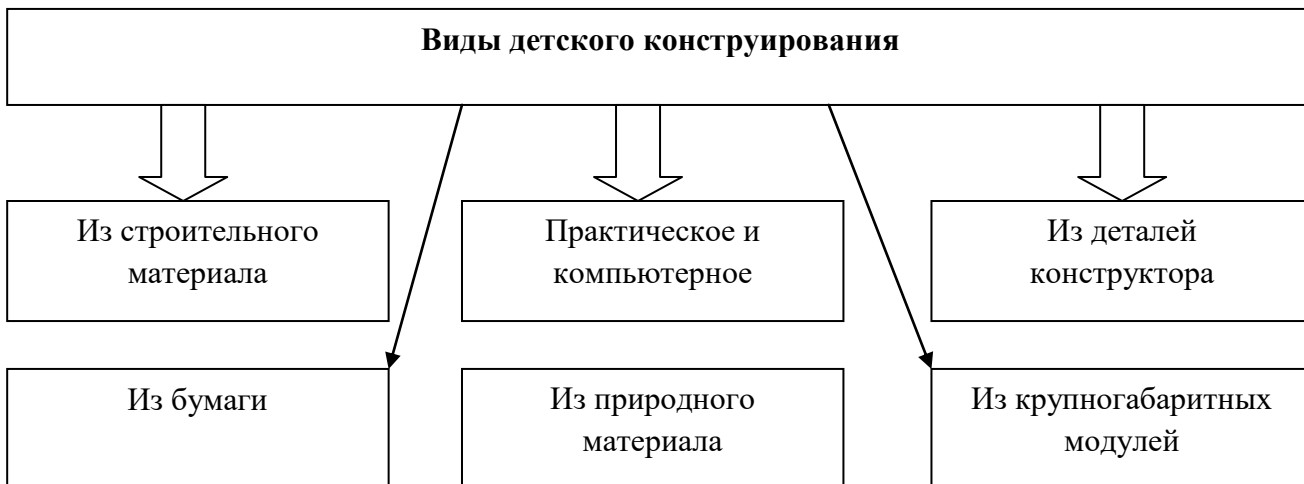 Виды детского конструирования
Из строительного
материала
Практическое и
компьютерное
Из деталей
конструктора
Из бумаги
Из природного
материала
Из крупногабаритных
модулей